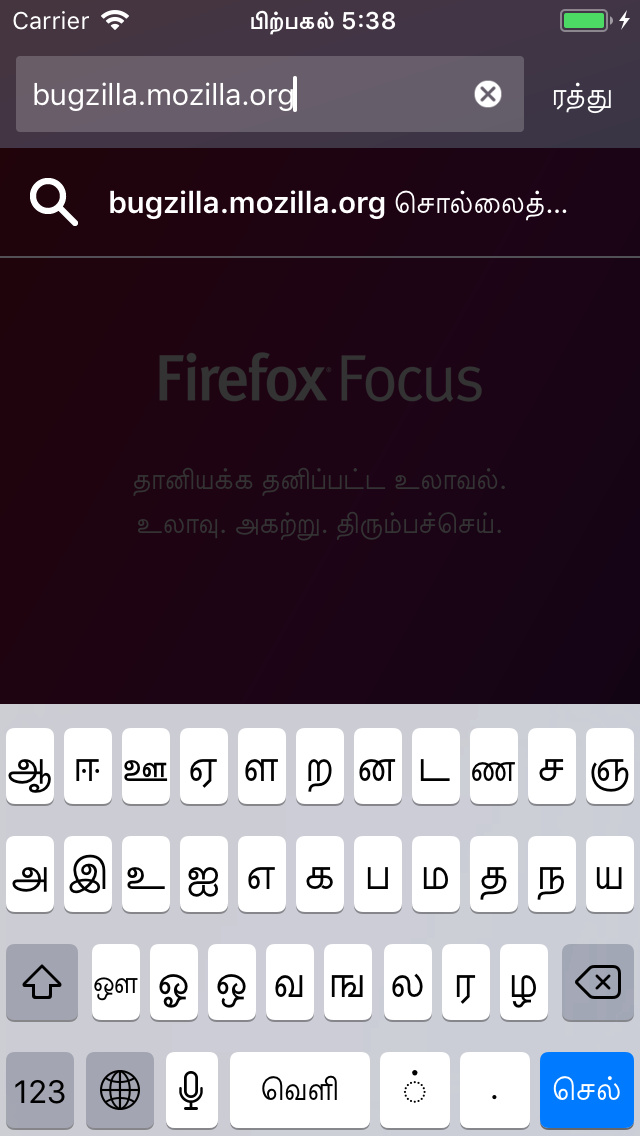 Carrier பிற்பகல் 5:38
bugzilla.mozilla.org ரத்து
bugzilla.mozilla.org சொல்லைத்...
Firefox Focus
தானியக்க தனிப்பட்ட உலாவல்.
உலாவு. அகற்று. திரும்பச்செய்.
ஆ ஈ ஊ ஏ ள ற ன ட ண ச ஞ
அ இ உ ஐ எ க ப ம த ந ய
ஔ ஓ ஒ வ ங ல ர ழ
123 வெளி ் . செல்